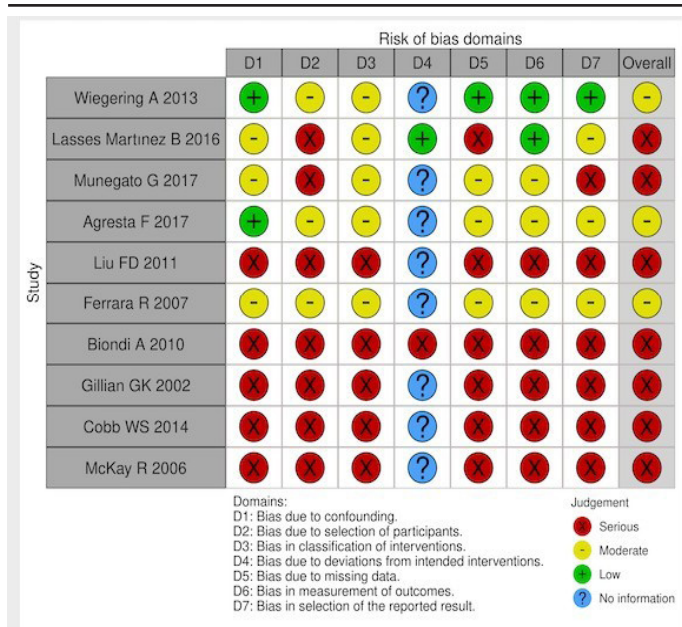 Risk of bias domains
D1 D2 D3 D4 D5 D6 D7 Overall
Study
Wiegering A 2013 + - - ? + + + -
Lasses Martınez B 2016 - X - + X + - X
Munegato G 2017 - X - ? - - X X
Agresta F 2017 + - - ? - - - -
Liu FD 2011 X X X ? X X X X
Ferrara R 2007 - - - ? - - - -
Biondi A 2010 X X X X X X X X
Gillian GK 2002 X X X ? X X X X
Cobb WS 2014 X X X ? X X X X
McKay R 2006 X X X ? X X X X
Domains:
D1: Bias due to confounding.
D2: Bias due to selection of participants.
D3: Bias in classification of interventions.
D4: Bias due to deviations from intended interventions.
D5: Bias due to missing data.
D6: Bias in measurement of outcomes.
D7: Bias in selection of the reported result.
Judgement
X Serious
- Moderate
+ Low
? No information